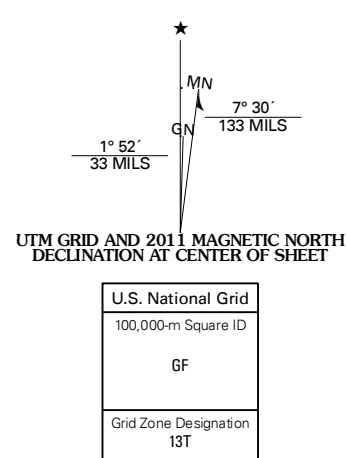 ★
MN
7° 30´
133 MILS
GN
1° 52´
33 MILS
UTM GRID AND 2011 MAGNETIC NORTH
DECLINATION AT CENTER OF SHEET
U.S. National Grid
100,000-m Square ID
GF
Grid Zone Designation
13T